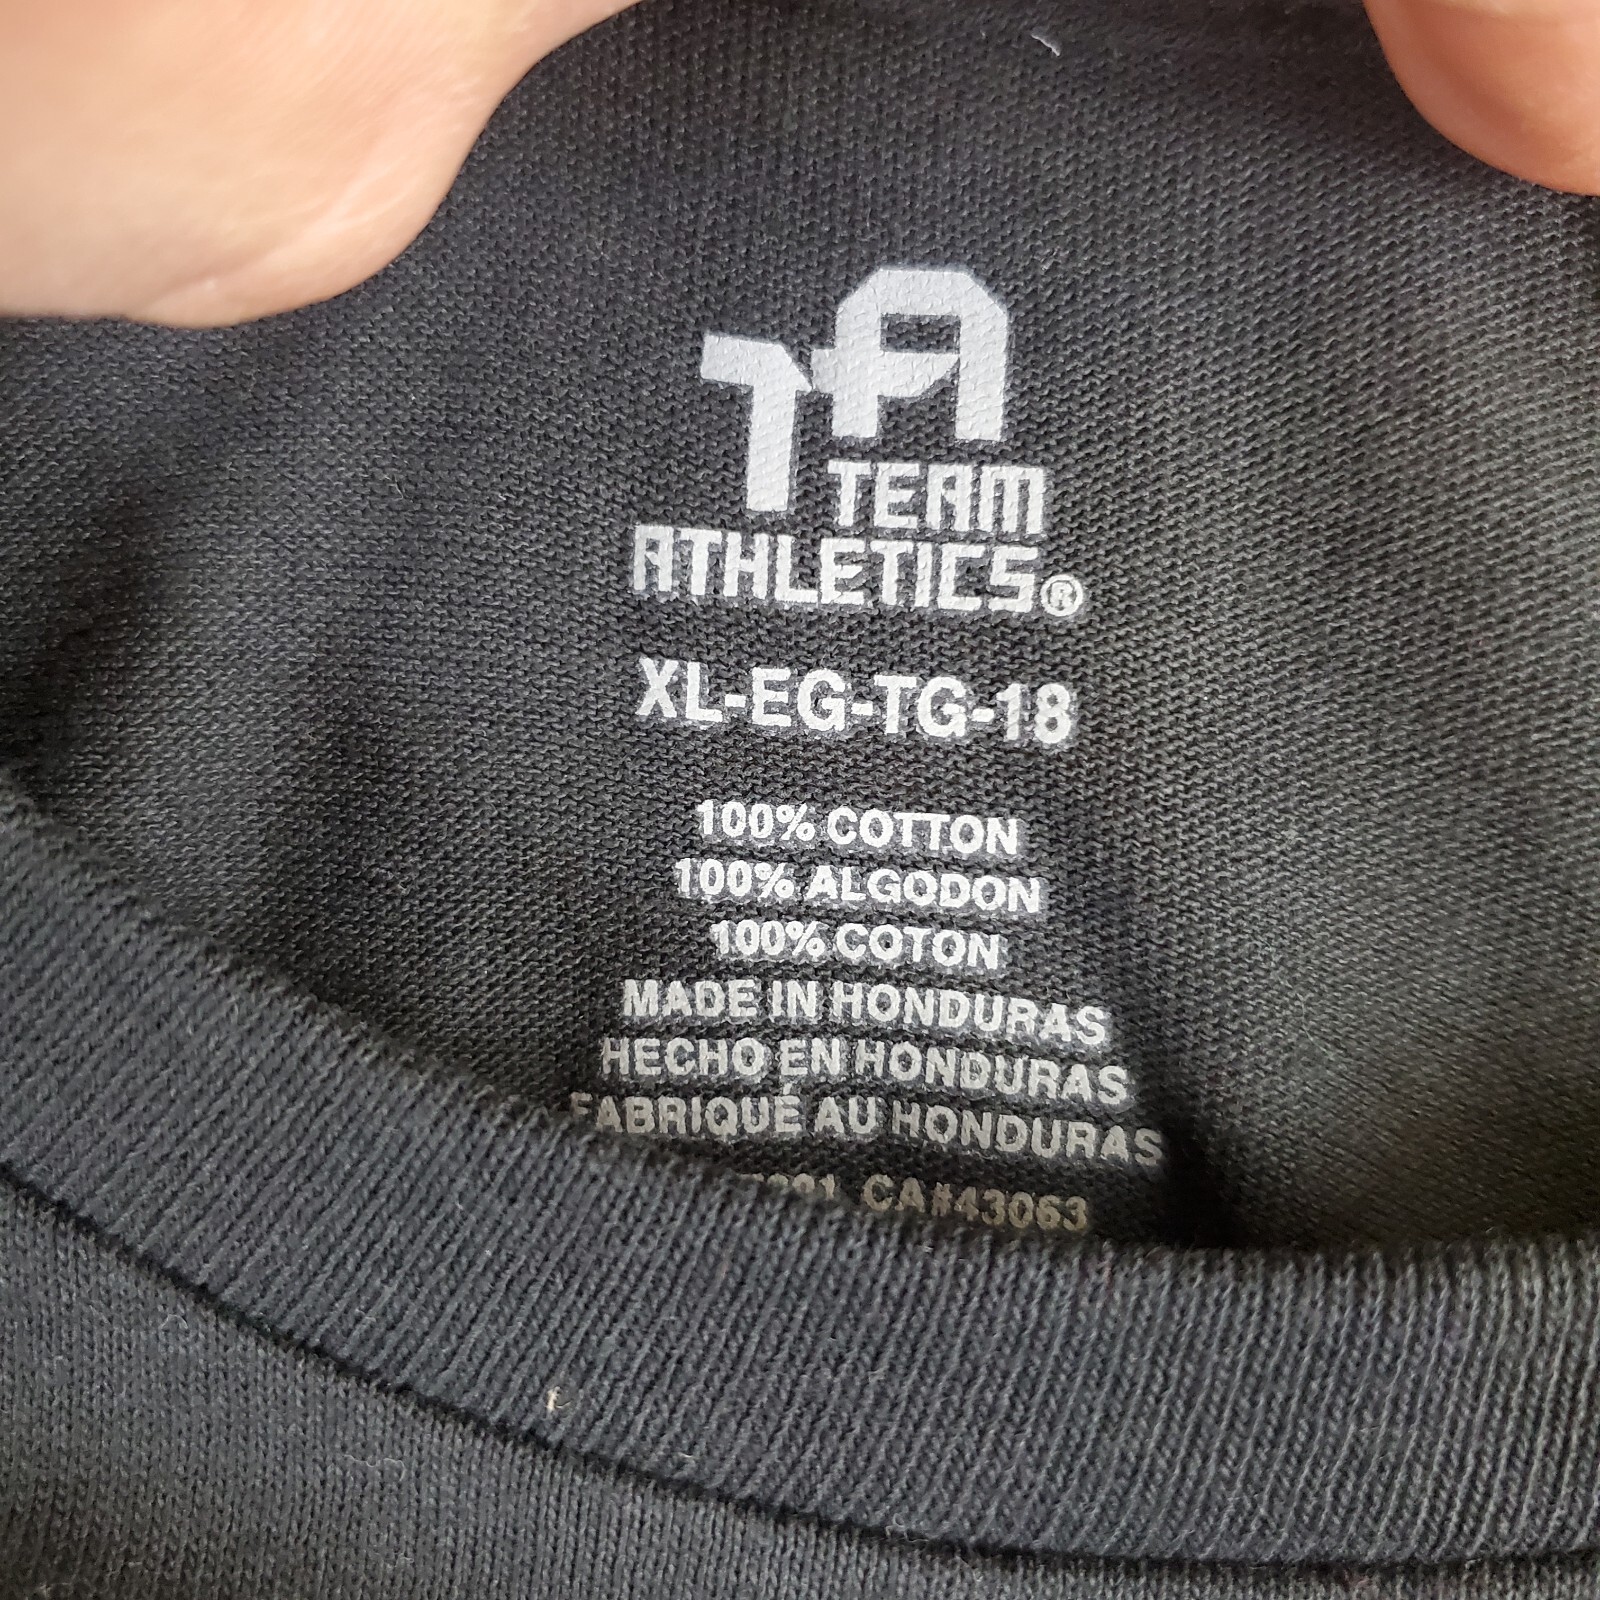 TA
TEAM
ATHLETICS®
XL-EG-TG-18
100% COTTON
100% ALGODON
100% COTON
MADE IN HONDURAS
HECHO EN HONDURAS
FABRIQUÉ AU HONDURAS
CA#43063